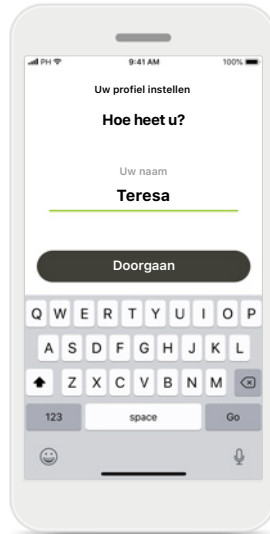 PH 9:41 AM 100%
Uw profiel instellen
Hoe heet u?
Uw naam
Teresa
Doorgaan
Q W E R T Y U I O P
A S D F G H J K L
Z X C V B N M
123 space Go